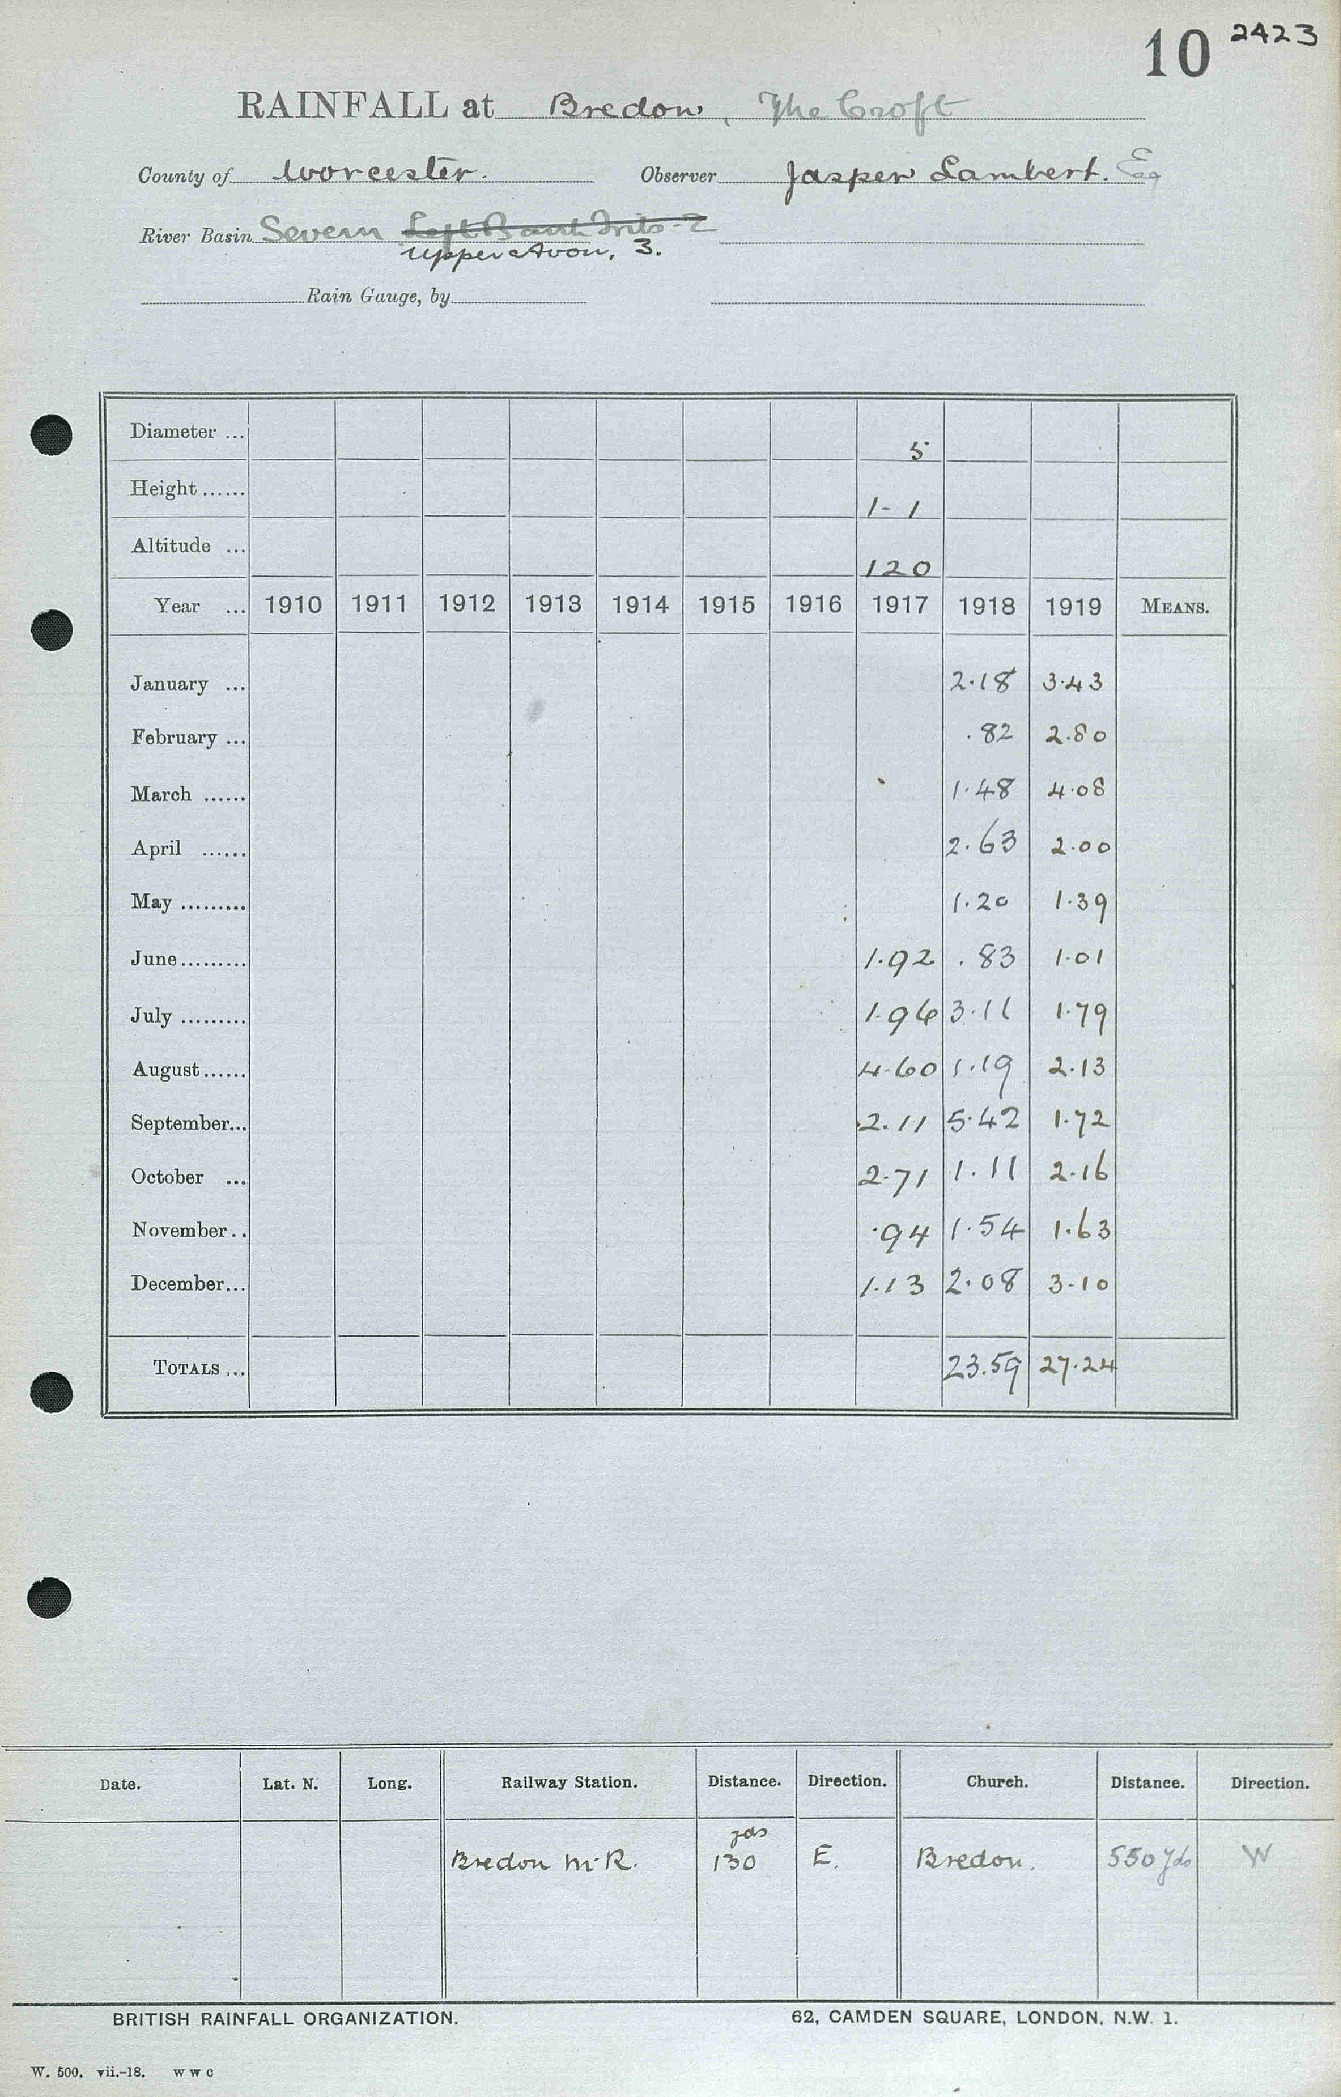 10 2423
RAINFALL at Bredon, The Croft
County of Worcester. Observer Jasper Lambert. Esq
River Basin Severn Left Bank Tribs-2
Upper Avon, 3.
Rain Gauge, by
Diameter ... 5
Height ...... 1-1
Altitude ... 120
Year ... 1910 1911 1912 1913 1914 1915 1916 1917 1918 1919 MEANS.
January ... 2.18 3.43
February ... .82 2.80
March ...... 1.48 4.08
April ...... 2.63 2.00
May ......... 1.20 1.39
June ......... 1.92 .83 1.01
July ......... 1.96 3.11 1.79
August ...... 4.60 1.19 2.13
September... 2.11 5.42 1.72
October ... 2.71 1.11 2.16
November.. .94 1.54 1.63
December... 1.13 2.08 3.10
TOTALS ... 23.59 27.24
Date. Lat. N. Long. Railway Station. Distance. Direction. Church. Distance. Direction.
yds
Bredon M.R. 130 E. Bredon. 550 yds W
BRITISH RAINFALL ORGANIZATION. 62, CAMDEN SQUARE, LONDON, N.W. 1.
W. 500. vii.-18. W W C